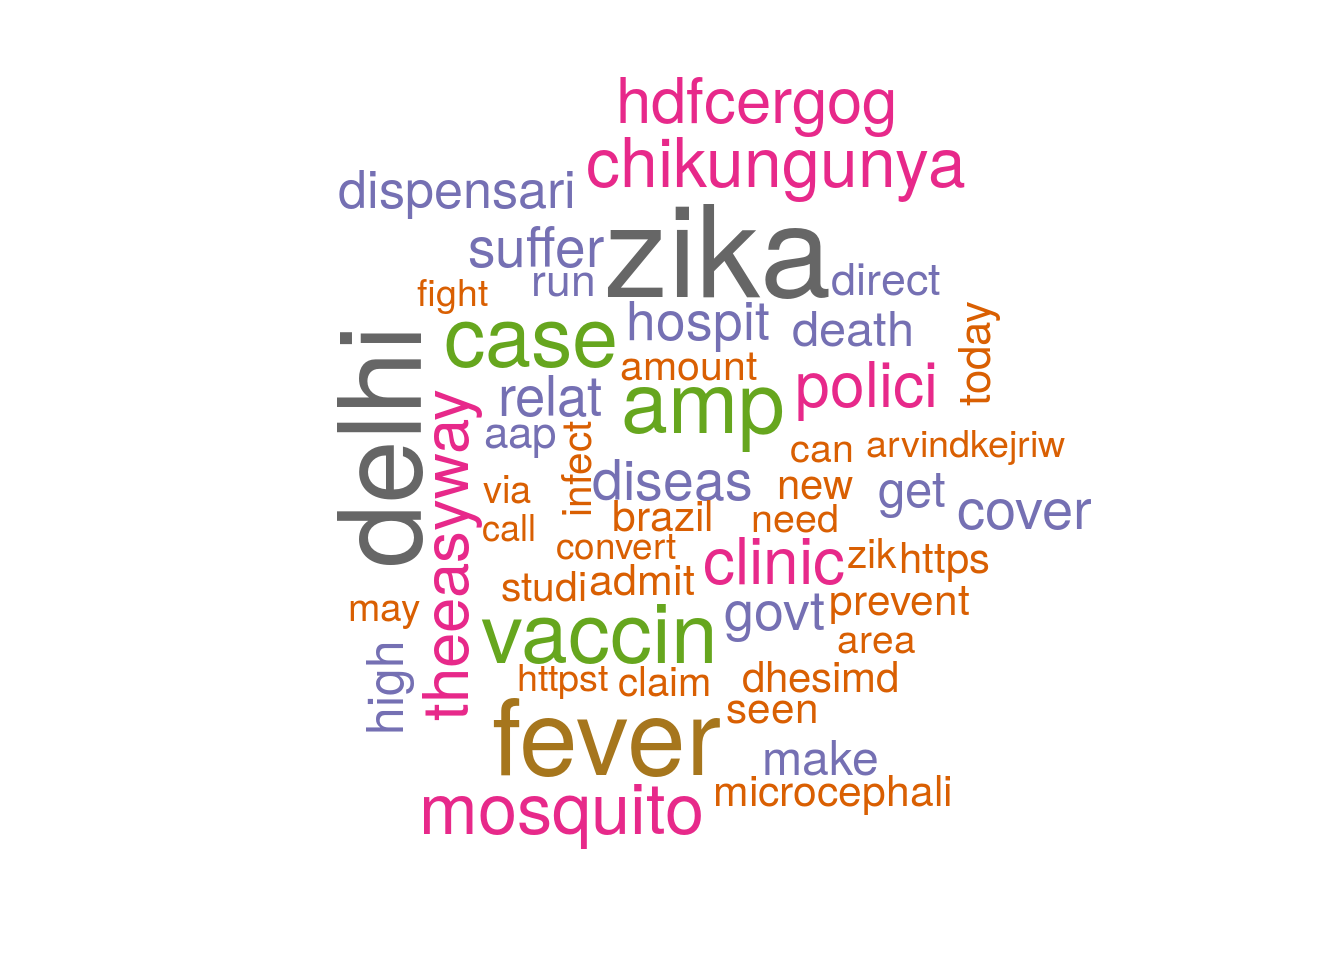 hdfcergog
chikungunya
dispensari
zika
suffer
run
direct
fight
delhi
case
hospit
death
today
amount
relat
amp
polici
theeasyway
aap
infect
can
arvindkejriw
via
diseas
new
get
cover
call
brazil
need
convert
clinic
zik
https
studi
admit
may
vaccin
govt
prevent
area
high
httpst
claim
dhesimd
seen
fever
make
mosquito
microcephali